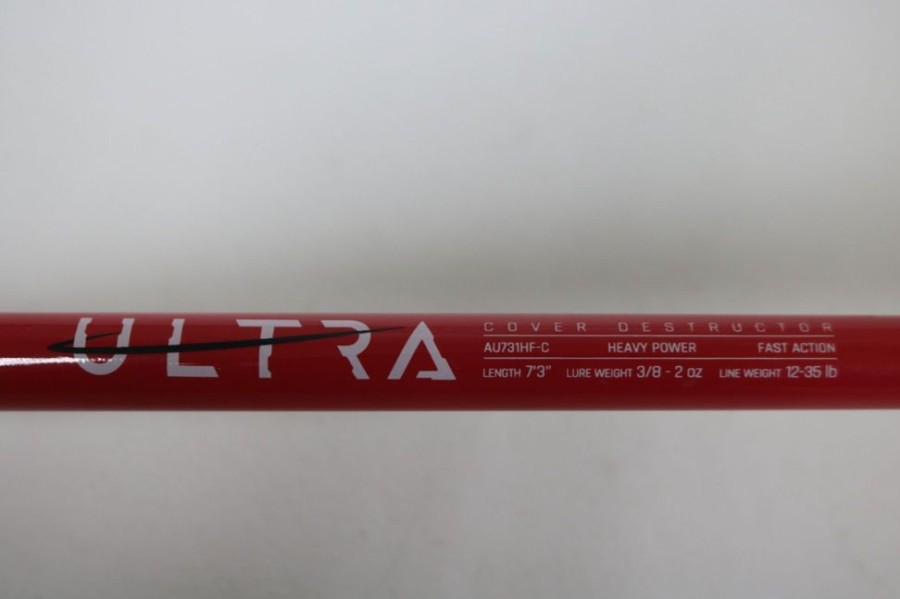 ULTRA
COVER DESTRUCTOR
AU731HF-C HEAVY POWER FAST ACTION
LENGTH 7'3" LURE WEIGHT 3/8 - 2 oz LINE WEIGHT 12-35 lb